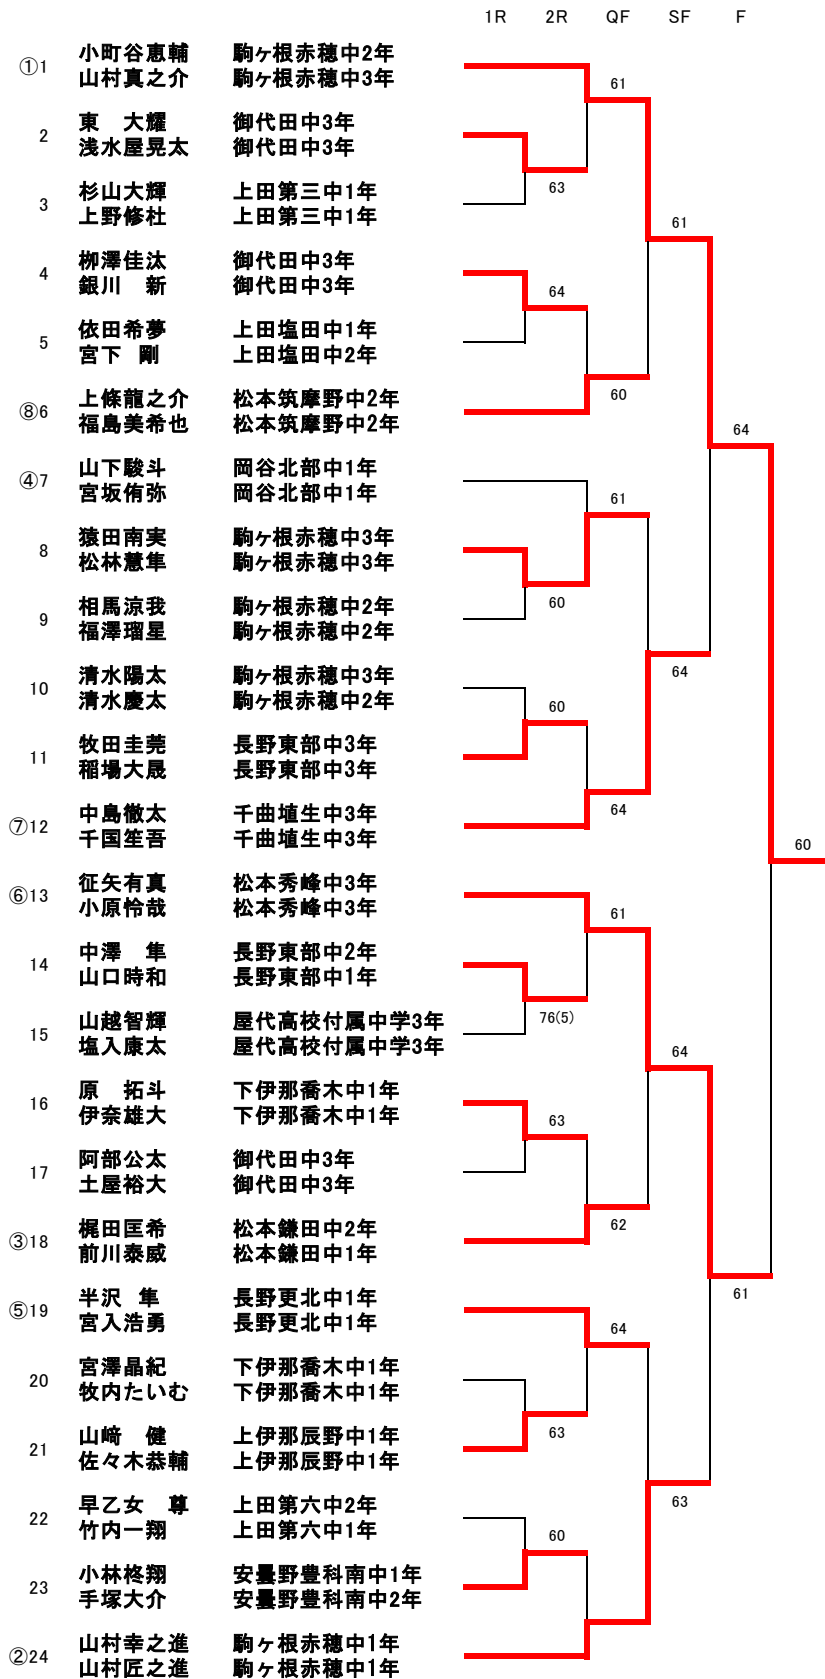 1R 2R QF SF F
①1 小町谷恵輔 駒ヶ根赤穂中2年
山村真之介 駒ヶ根赤穂中3年
61
2 東 大耀 御代田中3年
浅水屋晃太 御代田中3年
63
3 杉山大輝 上田第三中1年
上野修杜 上田第三中1年
61
4 栁澤佳汰 御代田中3年
銀川 新 御代田中3年
64
5 依田希夢 上田塩田中1年
宮下 剛 上田塩田中2年
60
⑧6 上條龍之介 松本筑摩野中2年
福島美希也 松本筑摩野中2年
64
④7 山下駿斗 岡谷北部中1年
宮坂侑弥 岡谷北部中1年
61
8 猿田南実 駒ヶ根赤穂中3年
松林慧隼 駒ヶ根赤穂中3年
60
9 相馬涼我 駒ヶ根赤穂中2年
福澤瑠星 駒ヶ根赤穂中2年
64
10 清水陽太 駒ヶ根赤穂中3年
清水慶太 駒ヶ根赤穂中2年
60
11 牧田圭莞 長野東部中3年
稲場大晟 長野東部中3年
64
⑦12 中島徹太 千曲埴生中3年
千国笙吾 千曲埴生中3年
60
⑥13 征矢有真 松本秀峰中3年
小原怜哉 松本秀峰中3年
61
14 中澤 隼 長野東部中2年
山口時和 長野東部中1年
76(5)
15 山越智輝 屋代高校付属中学3年
塩入康太 屋代高校付属中学3年
64
16 原 拓斗 下伊那喬木中1年
伊奈雄大 下伊那喬木中1年
63
17 阿部公太 御代田中3年
土屋裕大 御代田中3年
62
③18 梶田匡希 松本鎌田中2年
前川泰威 松本鎌田中1年
61
⑤19 半沢 隼 長野更北中1年
宮入浩勇 長野更北中1年
64
20 宮澤晶紀 下伊那喬木中1年
牧内たいむ 下伊那喬木中1年
63
21 山﨑 健 上伊那辰野中1年
佐々木恭輔 上伊那辰野中1年
63
22 早乙女 尊 上田第六中2年
竹内一翔 上田第六中1年
60
23 小林柊翔 安曇野豊科南中1年
手塚大介 安曇野豊科南中2年
②24 山村幸之進 駒ヶ根赤穂中1年
山村匠之進 駒ヶ根赤穂中1年